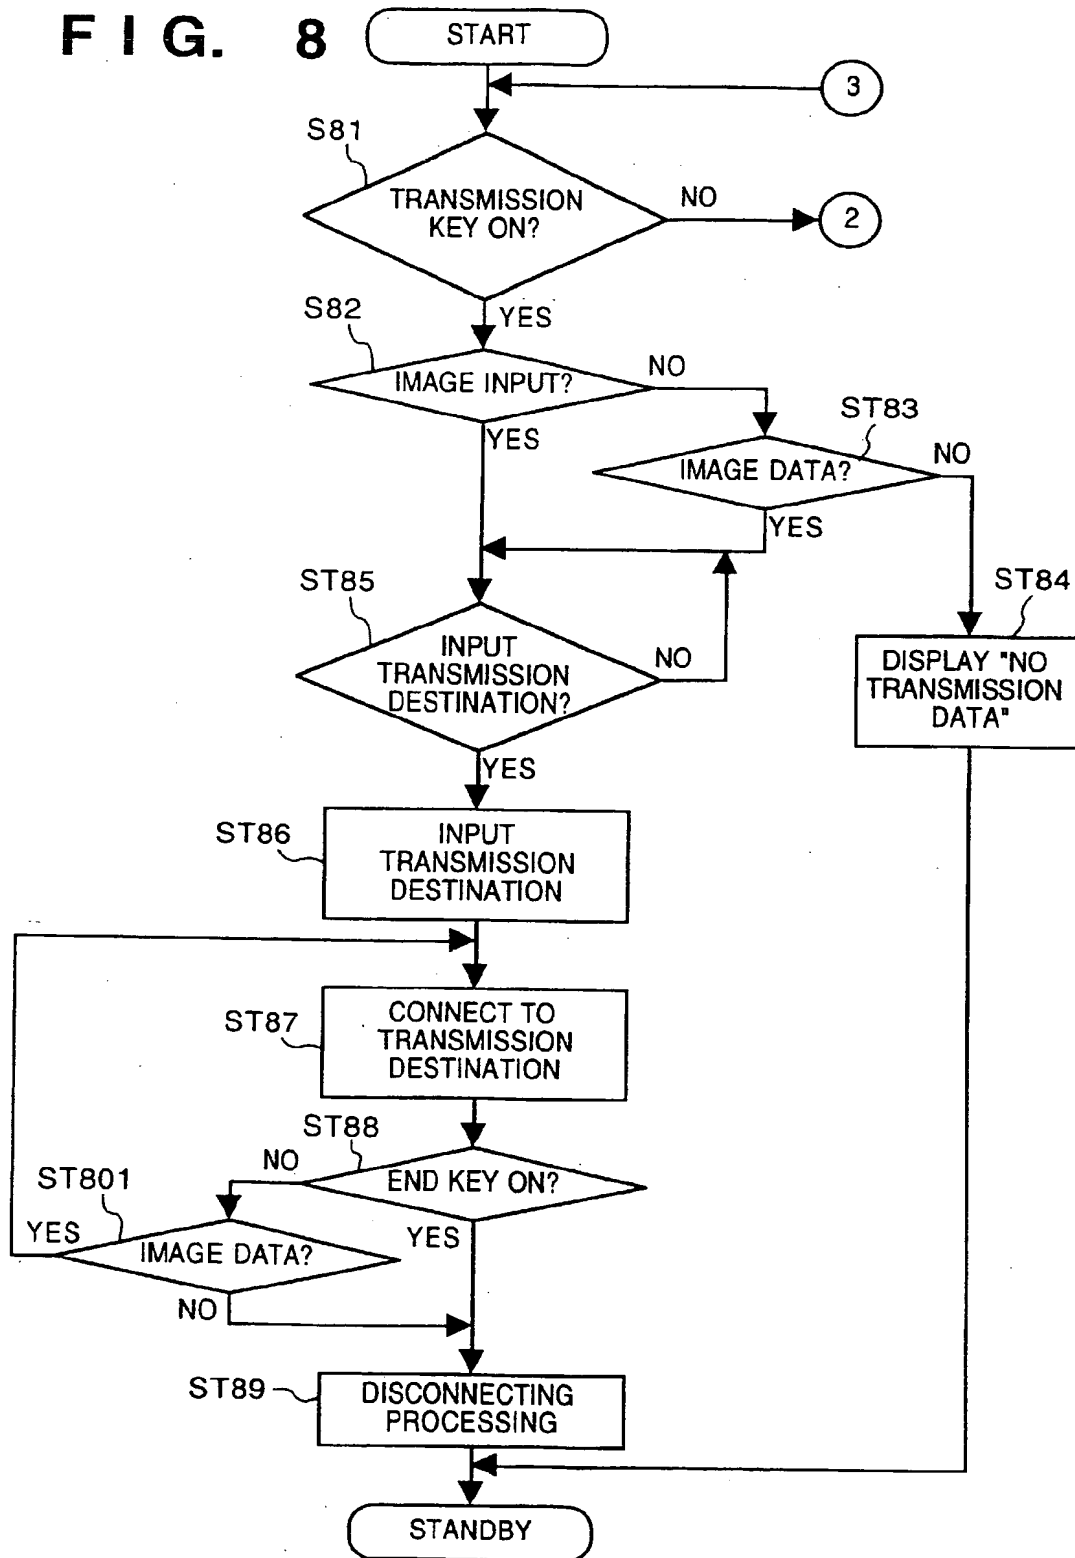 FIG. 8
START
3
S81
TRANSMISSION
KEY ON?
NO
2
YES
S82
IMAGE INPUT?
NO
YES
ST83
IMAGE DATA?
NO
YES
ST85
INPUT
TRANSMISSION
DESTINATION?
NO
YES
ST84
DISPLAY "NO
TRANSMISSION
DATA"
ST86
INPUT
TRANSMISSION
DESTINATION
ST87
CONNECT TO
TRANSMISSION
DESTINATION
ST88
NO
END KEY ON?
YES
ST801
YES
IMAGE DATA?
NO
ST89
DISCONNECTING
PROCESSING
STANDBY